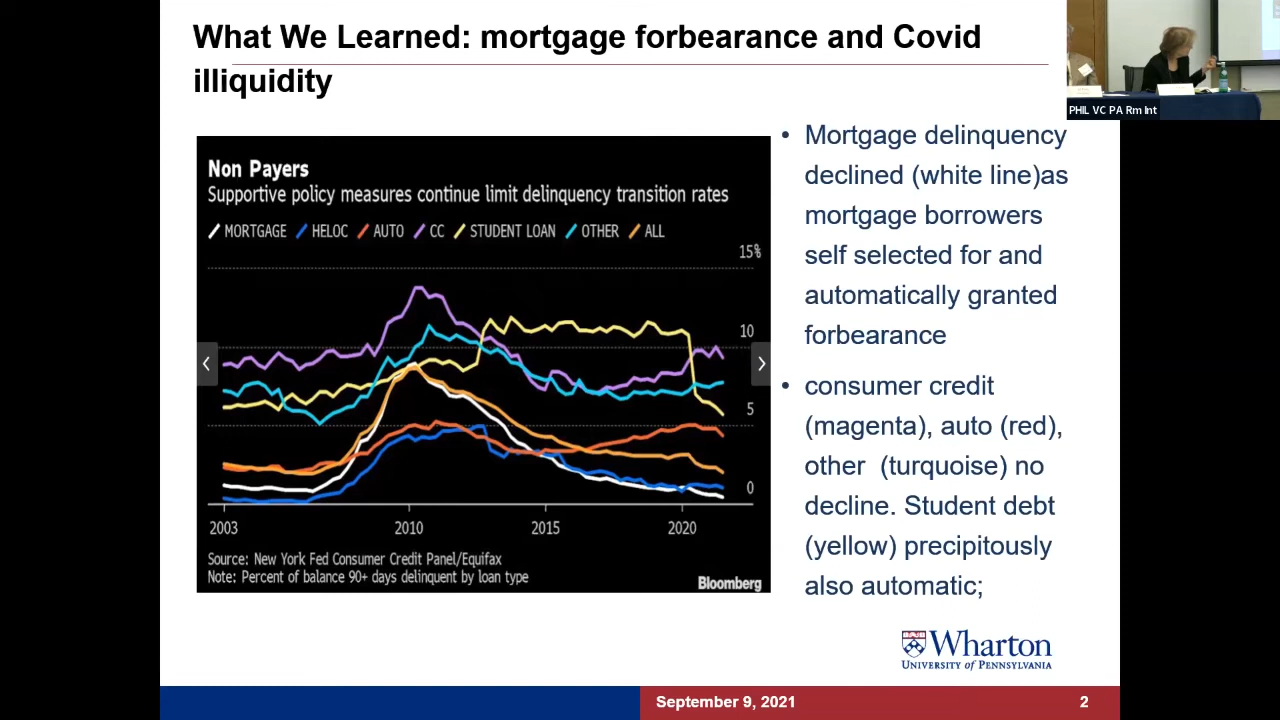 What We Learned: mortgage forbearance and Covid
illiquidity
PHIL VC PA Rm Int
Non Payers
Supportive policy measures continue limit delinquency transition rates
MORTGAGE HELOC AUTO CC STUDENT LOAN OTHER ALL
15%
10
5
0
2003 2010 2015 2020
Source: New York Fed Consumer Credit Panel/Equifax
Note: Percent of balance 90+ days delinquent by loan type
Bloomberg
• Mortgage delinquency
declined (white line)as
mortgage borrowers
self selected for and
automatically granted
forbearance
• consumer credit
(magenta), auto (red),
other (turquoise) no
decline. Student debt
(yellow) precipitously
also automatic;
Wharton
UNIVERSITY OF PENNSYLVANIA
September 9, 2021
2